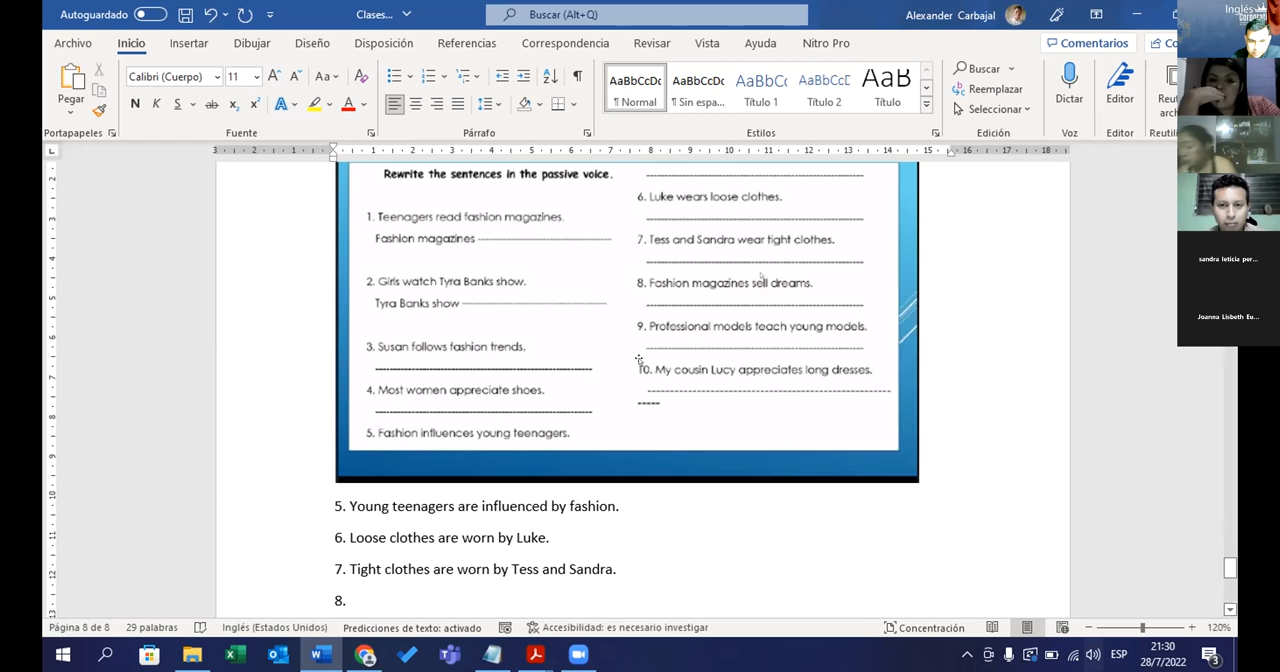 Autoguardado
Clases...
Buscar (Alt+Q)
Alexander Carbajal
Archivo Inicio Insertar Dibujar Diseño Disposición Referencias Correspondencia Revisar Vista Ayuda Nitro Pro
Comentarios
Pegar
Calibri (Cuerpo) 11
AaBbCcDc AaBbCcDc AaBbCc AaBbCcD AaB
¶ Normal ¶ Sin espa... Título 1 Título 2 Título
Buscar
Reemplazar
Seleccionar
Dictar
Editor
Portapapeles Fuente Párrafo Estilos Edición Voz Editor
Rewrite the sentences in the passive voice.
1. Teenagers read fashion magazines.
Fashion magazines
2. Girls watch Tyra Banks show.
Tyra Banks show
3. Susan follows fashion trends.
4. Most women appreciate shoes.
5. Fashion influences young teenagers.
6. Luke wears loose clothes.
7. Tess and Sandra wear tight clothes.
8. Fashion magazines sell dreams.
9. Professional models teach young models.
10. My cousin Lucy appreciates long dresses.
5. Young teenagers are influenced by fashion.
6. Loose clothes are worn by Luke.
7. Tight clothes are worn by Tess and Sandra.
8.
sandra leticia per...
Joanna Lisbeth Eu...
Página 8 de 8 29 palabras Inglés (Estados Unidos) Predicciones de texto: activado Accesibilidad: es necesario investigar Concentración 120%
ESP
21:30
28/7/2022